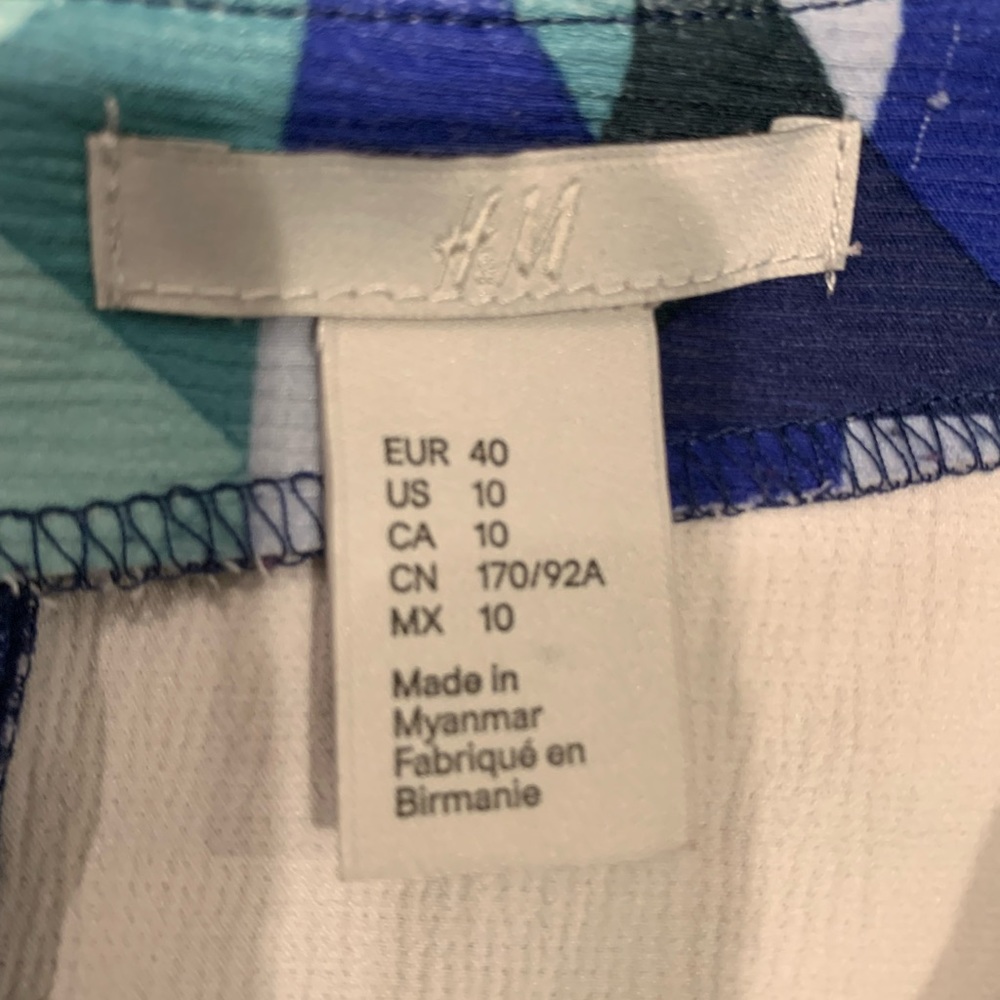 H&M
EUR 40
US 10
CA 10
CN 170/92A
MX 10
Made in
Myanmar
Fabriqué en
Birmanie